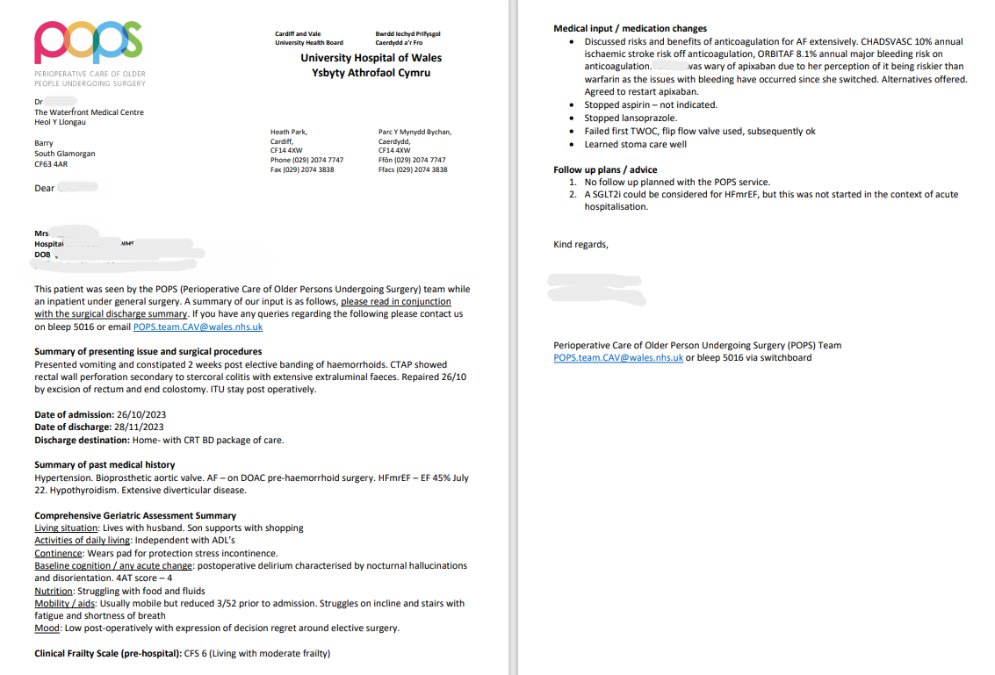 pops
PERIOPERATIVE CARE OF OLDER
PEOPLE UNDERGOING SURGERY
Cardiff and Vale
University Health Board
Bwrdd Iechyd Prifysgol
Caerdydd a'r Fro
University Hospital of Wales
Ysbyty Athrofaol Cymru
Dr
The Waterfront Medical Centre
Heol Y Llongau
Barry
South Glamorgan
CF63 4AR
Heath Park,
Cardiff,
CF14 4XW
Phone (029) 2074 7747
Fax (029) 2074 3838
Parc Y Mynydd Bychan,
Caerdydd,
CF14 4XW
Ffôn (029) 2074 7747
Ffacs (029) 2074 3838
Dear
Mrs
Hospital
DOB
This patient was seen by the POPS (Perioperative Care of Older Persons Undergoing Surgery) team while
an inpatient under general surgery. A summary of our input is as follows, please read in conjunction
with the surgical discharge summary. If you have any queries regarding the following please contact us
on bleep 5016 or email POPS.team.CAV@wales.nhs.uk
Summary of presenting issue and surgical procedures
Presented vomiting and constipated 2 weeks post elective banding of haemorrhoids. CTAP showed
rectal wall perforation secondary to stercoral colitis with extensive extraluminal faeces. Repaired 26/10
by excision of rectum and end colostomy. ITU stay post operatively.
Date of admission: 26/10/2023
Date of discharge: 28/11/2023
Discharge destination: Home- with CRT BD package of care.
Summary of past medical history
Hypertension. Bioprosthetic aortic valve. AF – on DOAC pre-haemorrhoid surgery. HFmrEF – EF 45% July
22. Hypothyroidism. Extensive diverticular disease.
Comprehensive Geriatric Assessment Summary
Living situation: Lives with husband. Son supports with shopping
Activities of daily living: Independent with ADL's
Continence: Wears pad for protection stress incontinence.
Baseline cognition / any acute change: postoperative delirium characterised by nocturnal hallucinations
and disorientation. 4AT score – 4
Nutrition: Struggling with food and fluids
Mobility / aids: Usually mobile but reduced 3/52 prior to admission. Struggles on incline and stairs with
fatigue and shortness of breath
Mood: Low post-operatively with expression of decision regret around elective surgery.
Clinical Frailty Scale (pre-hospital): CFS 6 (Living with moderate frailty)
Medical input / medication changes
• Discussed risks and benefits of anticoagulation for AF extensively. CHADSVASC 10% annual
ischaemic stroke risk off anticoagulation, ORBITAF 8.1% annual major bleeding risk on
anticoagulation. was wary of apixaban due to her perception of it being riskier than
warfarin as the issues with bleeding have occurred since she switched. Alternatives offered.
Agreed to restart apixaban.
• Stopped aspirin – not indicated.
• Stopped lansoprazole.
• Failed first TWOC, flip flow valve used, subsequently ok
• Learned stoma care well
Follow up plans / advice
1. No follow up planned with the POPS service.
2. A SGLT2i could be considered for HFmrEF, but this was not started in the context of acute
hospitalisation.
Kind regards,
Perioperative Care of Older Person Undergoing Surgery (POPS) Team
POPS.team.CAV@wales.nhs.uk or bleep 5016 via switchboard